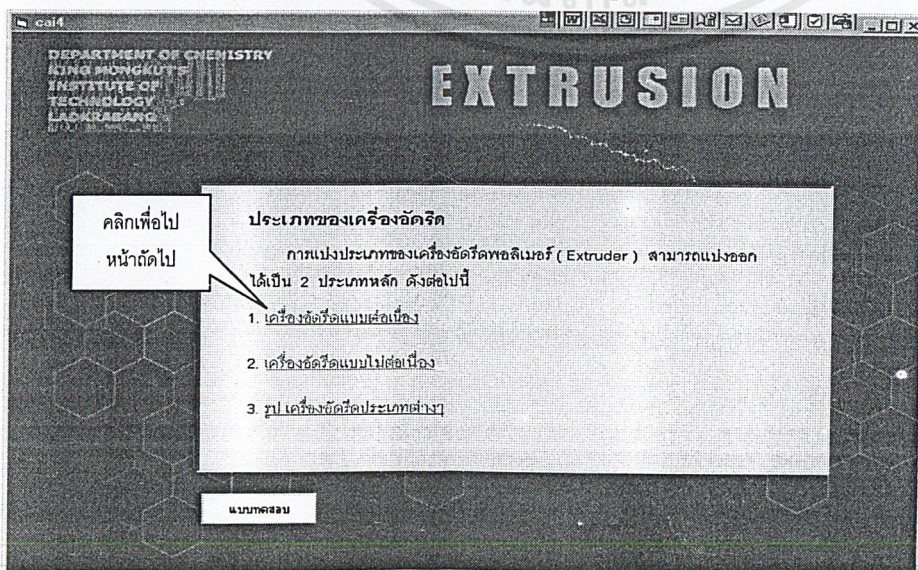 cai4
DEPARTMENT OF CHEMISTRY
KING MONGKUT'S
INSTITUTE OF
TECHNOLOGY
LADKRABANG
EXTRUSION
คลิกเพื่อไป
หน้าถัดไป
ประเภทของเครื่องอัดรีด
การแบ่งประเภทของเครื่องอัดรีดพอลิเมอร์ ( Extruder ) สามารถแบ่งออก
ได้เป็น 2 ประเภทหลัก ดังต่อไปนี้
1. เครื่องอัดรีดแบบต่อเนื่อง
2. เครื่องอัดรีดแบบไม่ต่อเนื่อง
3. รูป เครื่องอัดรีดประเภทต่างๆ
แบบทดสอบ